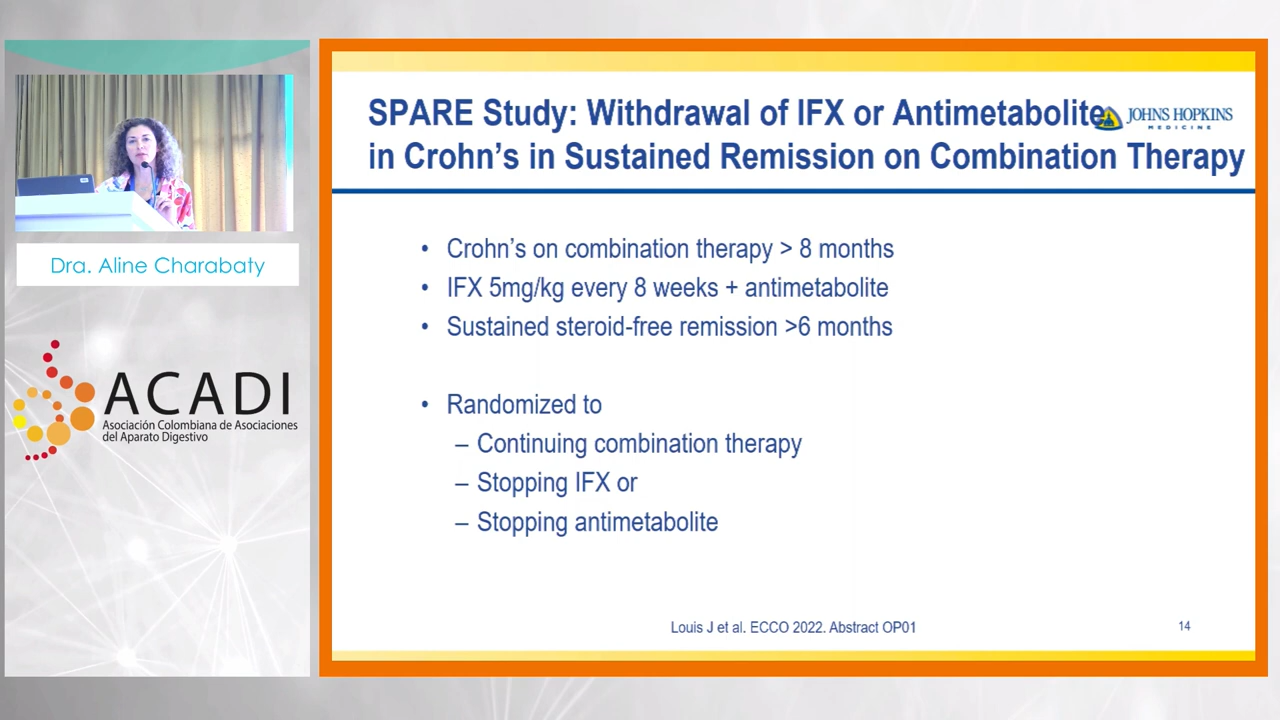 SPARE Study: Withdrawal of IFX or Antimetabolite
in Crohn's in Sustained Remission on Combination Therapy
JOHNS HOPKINS
MEDICINE
Dra. Aline Charabaty
ACADI
Asociación Colombiana de Asociaciones
del Aparato Digestivo
• Crohn's on combination therapy > 8 months
• IFX 5mg/kg every 8 weeks + antimetabolite
• Sustained steroid-free remission >6 months
• Randomized to
– Continuing combination therapy
– Stopping IFX or
– Stopping antimetabolite
Louis J et al. ECCO 2022. Abstract OP01
14